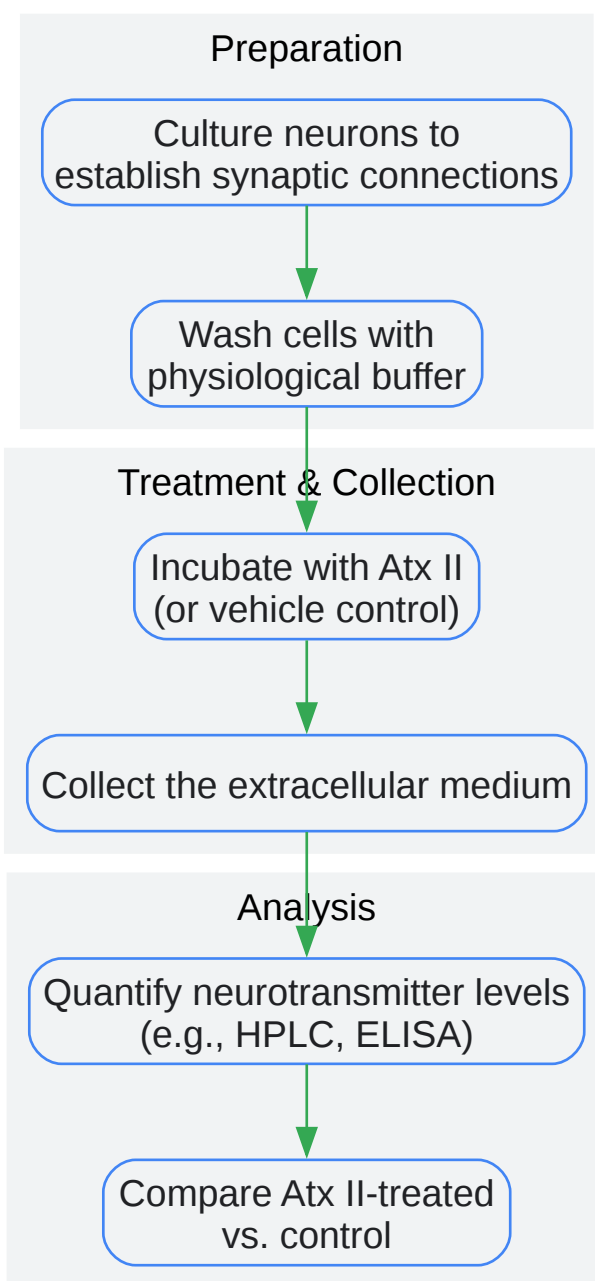 Preparation
Culture neurons to
establish synaptic connections
Wash cells with
physiological buffer
Treatment & Collection
Incubate with Atx II
(or vehicle control)
Collect the extracellular medium
Analysis
Quantify neurotransmitter levels
(e.g., HPLC, ELISA)
Compare Atx II-treated
vs. control